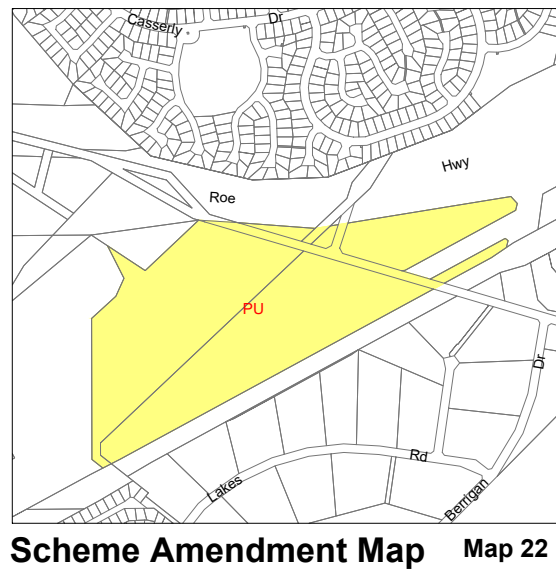 Casserly Dr
Roe Hwy
PU
Lakes Rd
Berrigan Dr
Scheme Amendment Map Map 22